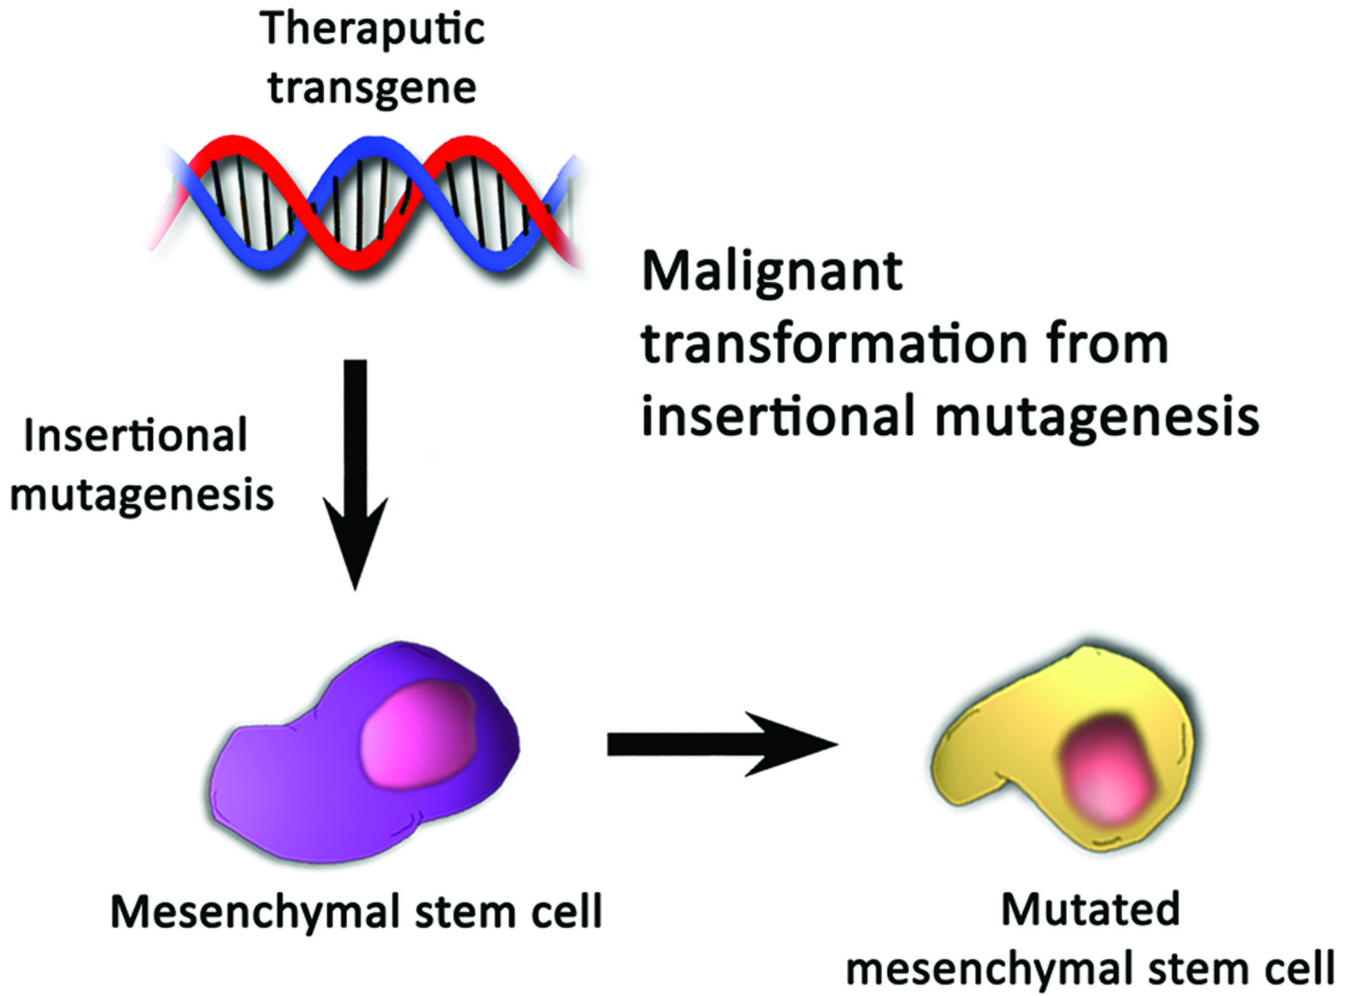 Theraputic
transgene
Malignant
transformation from
insertional mutagenesis
Insertional
mutagenesis
Mesenchymal stem cell
Mutated
mesenchymal stem cell